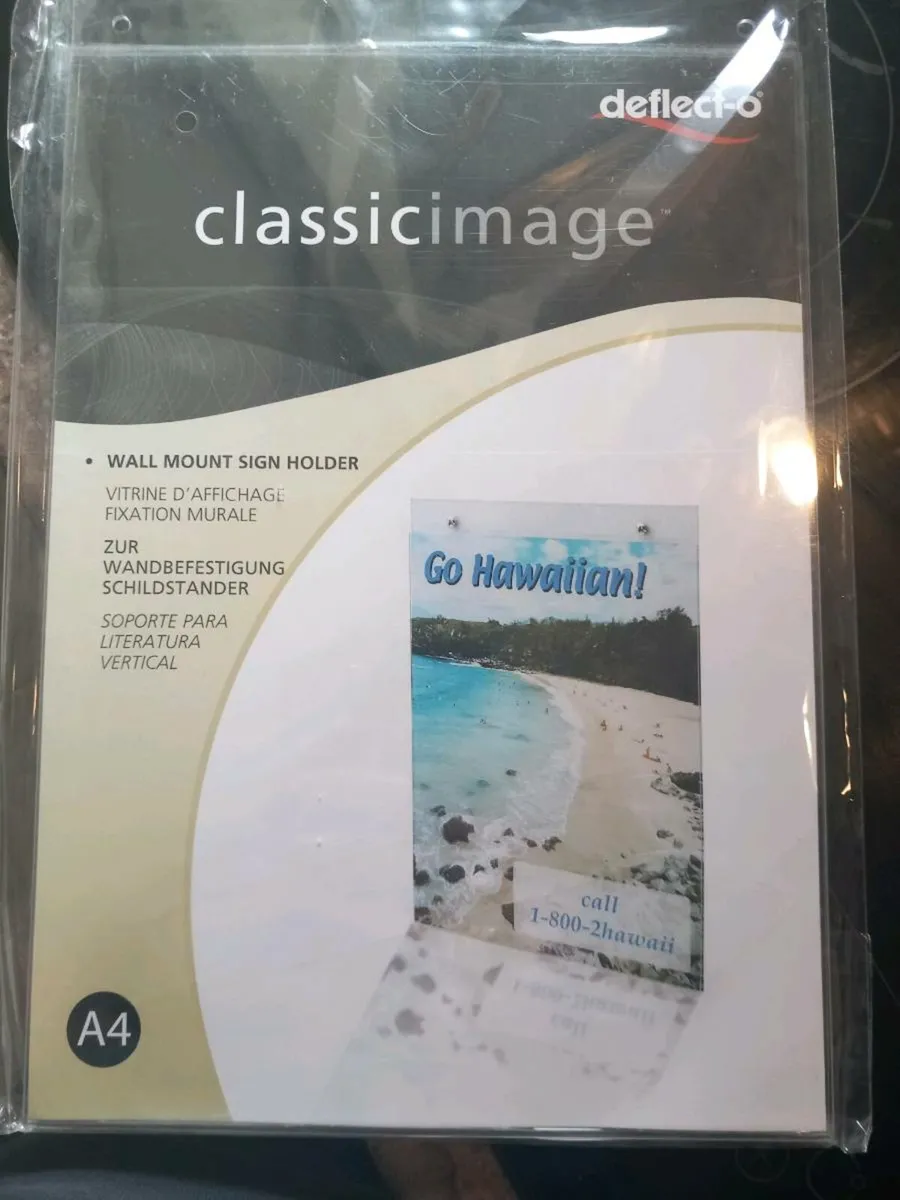 deflect-o®
classicimage™
• WALL MOUNT SIGN HOLDER
VITRINE D'AFFICHAGE
FIXATION MURALE
ZUR
WANDBEFESTIGUNG
SCHILDSTANDER
SOPORTE PARA
LITERATURA
VERTICAL
Go Hawaiian!
call
1-800-2hawaii
A4